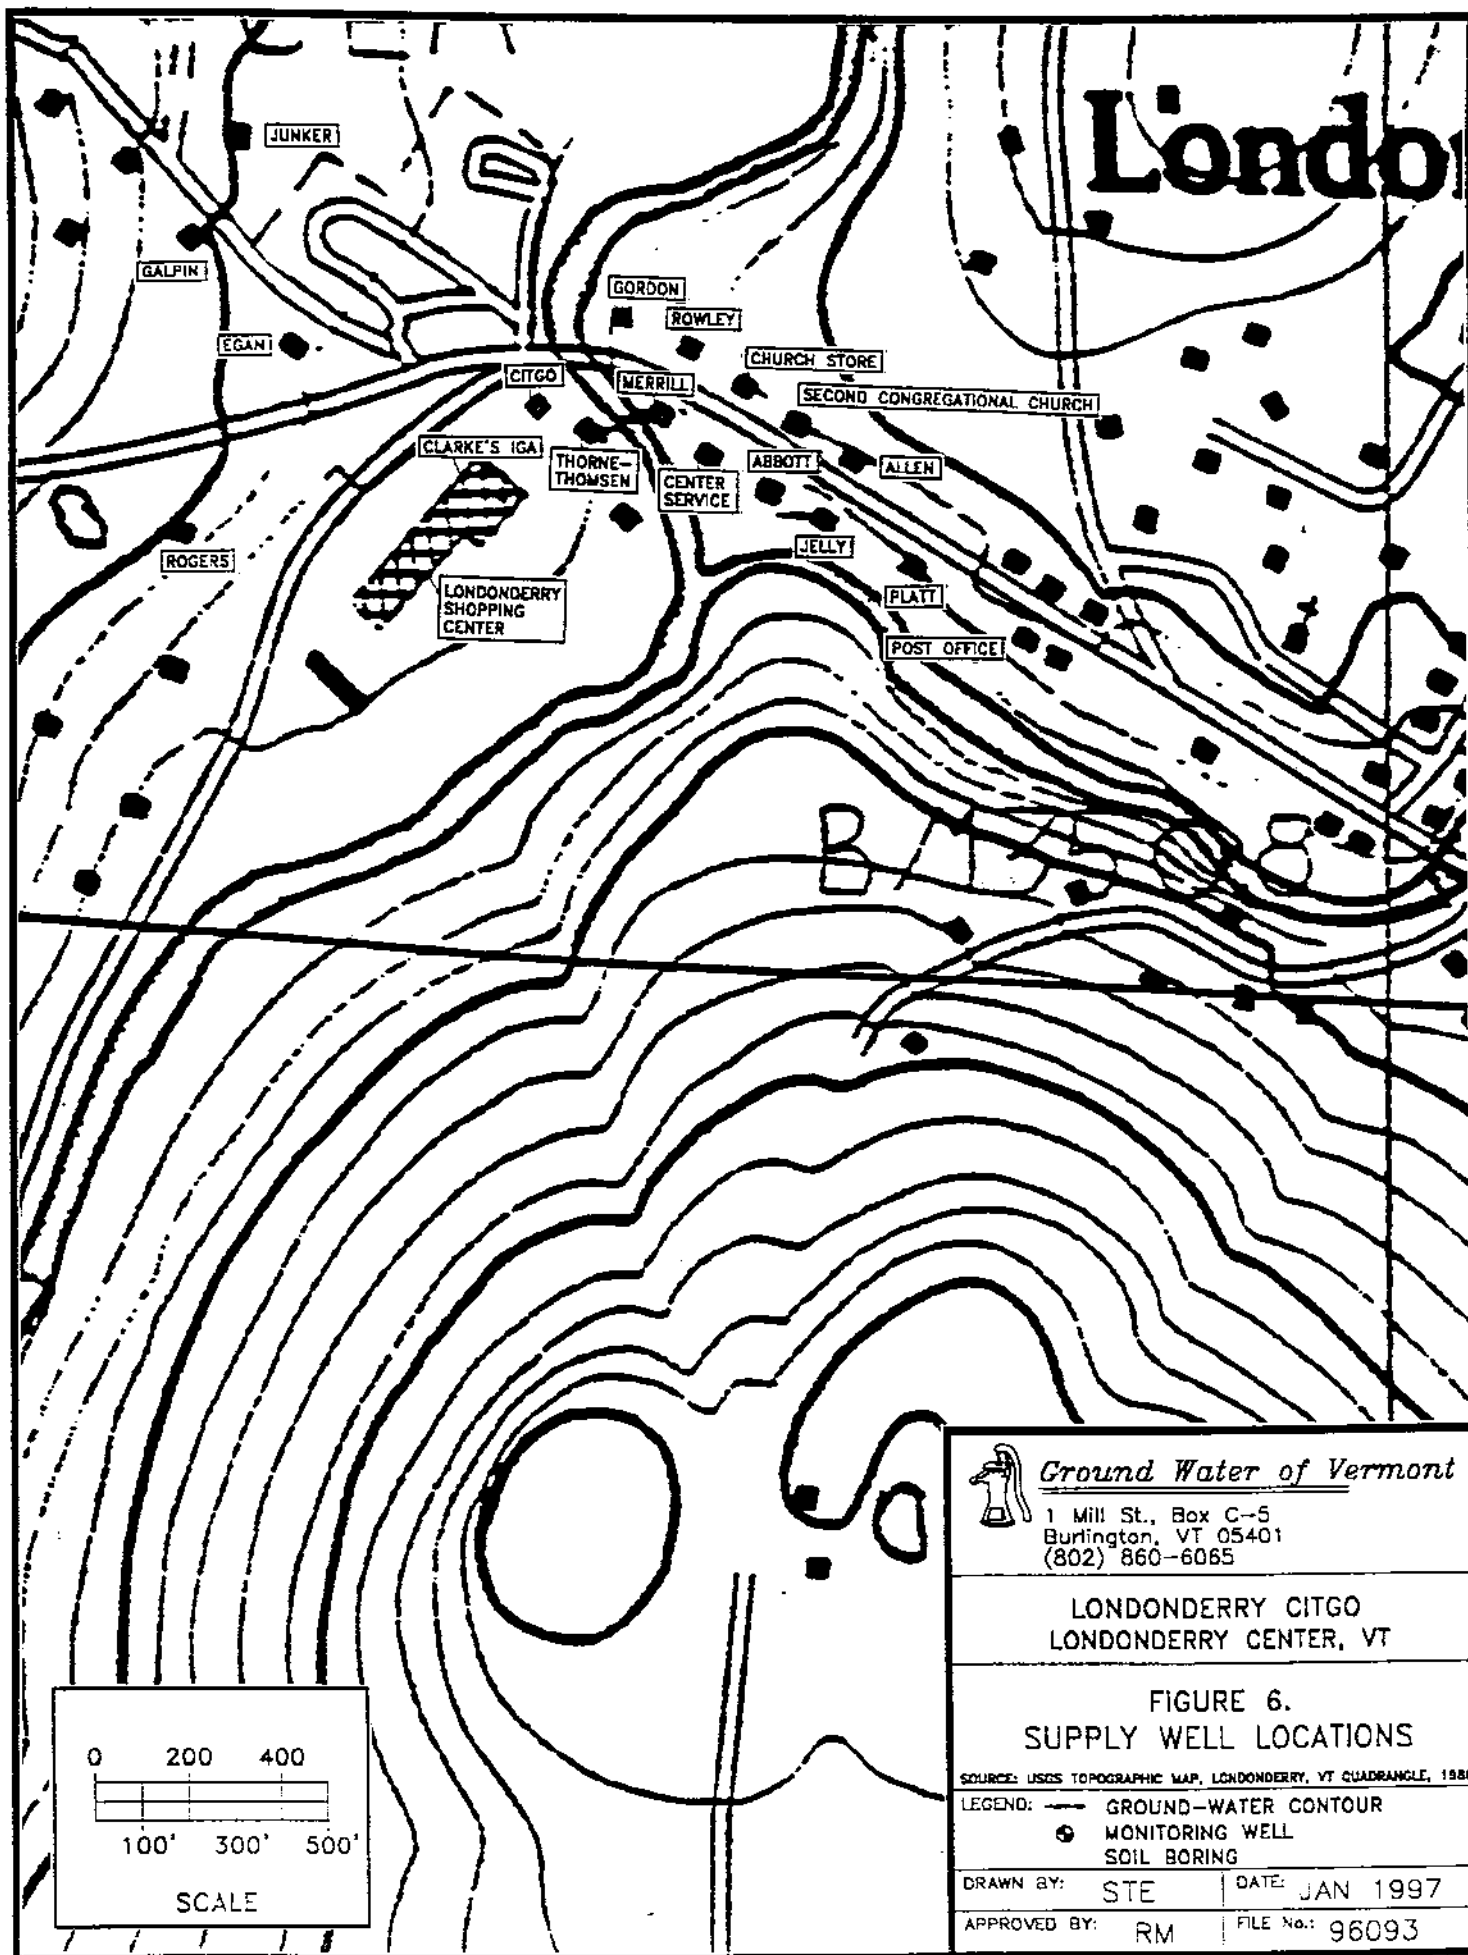 Londo
JUNKER
GALPIN
GORDON
ROWLEY
EGAN
CHURCH STORE
CITGO
MERRILL
SECOND CONGREGATIONAL CHURCH
CLARKE'S IGA
THORNE-
THOMSEN
CENTER
SERVICE
ABBOTT
ALLEN
JELLY
ROGERS
LONDONDERRY
SHOPPING
CENTER
PLATT
POST OFFICE
Ground Water of Vermont
1 Mill St., Box C-5
Burlington, VT 05401
(802) 860-6065
LONDONDERRY CITGO
LONDONDERRY CENTER, VT
FIGURE 6.
SUPPLY WELL LOCATIONS
SOURCE: USGS TOPOGRAPHIC MAP, LONDONDERRY, VT QUADRANGLE, 198
LEGEND: GROUND-WATER CONTOUR
MONITORING WELL
SOIL BORING
DRAWN BY: STE DATE: JAN 1997
APPROVED BY: RM FILE No.: 96093
0 200 400
100' 300' 500'
SCALE